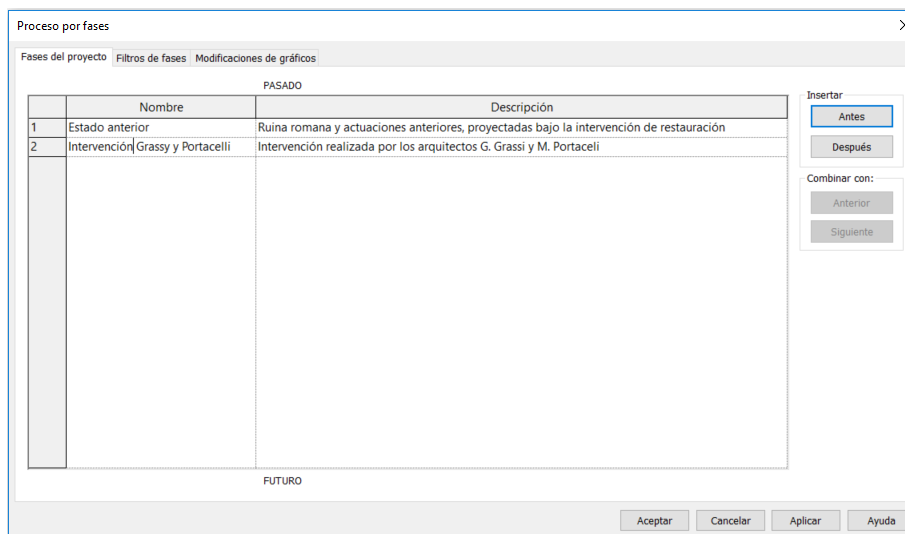 Proceso por fases
Fases del proyecto Filtros de fases Modificaciones de gráficos
PASADO
Nombre Descripción
1 Estado anterior Ruina romana y actuaciones anteriores, proyectadas bajo la intervención de restauración
2 Intervención Grassy y Portacelli Intervención realizada por los arquitectos G. Grassi y M. Portaceli
FUTURO
Insertar
Antes
Después
Combinar con:
Anterior
Siguiente
Aceptar Cancelar Aplicar Ayuda